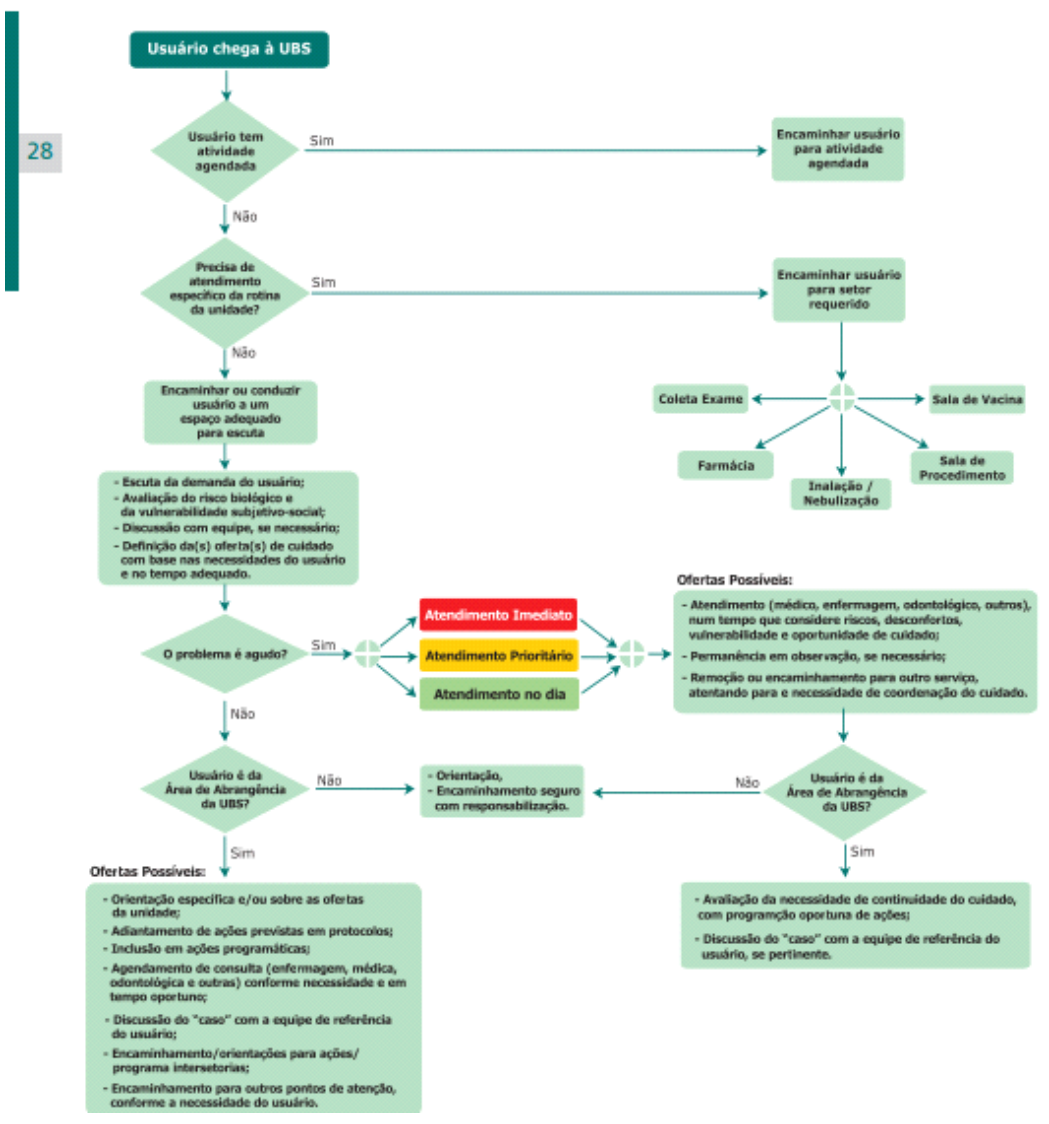 28
Usuário chega à UBS
Usuário tem
atividade
agendada
Sim
Encaminhar usuário
para atividade
agendada
Não
Precisa de
atendimento
específico da rotina
da unidade?
Sim
Encaminhar usuário
para setor
requerido
Não
Encaminhar ou conduzir
usuário a um
espaço adequado
para escuta
Coleta Exame
Sala de Vacina
Farmácia
Sala de
Procedimento
Inalação /
Nebulização
- Escuta da demanda do usuário;
- Avaliação do risco biológico e
da vulnerabilidade subjetivo-social;
- Discussão com equipe, se necessário;
- Definição da(s) oferta(s) de cuidado
com base nas necessidades do usuário
e no tempo adequado.
O problema é agudo?
Sim
Atendimento Imediato
Atendimento Prioritário
Atendimento no dia
Ofertas Possíveis:
- Atendimento (médico, enfermagem, odontológico, outros),
num tempo que considere riscos, desconfortos,
vulnerabilidade e oportunidade de cuidado;
- Permanência em observação, se necessário;
- Remoção ou encaminhamento para outro serviço,
atentando para e necessidade de coordenação do cuidado.
Não
Usuário é da
Área de Abrangência
da UBS?
Não
- Orientação,
- Encaminhamento seguro
com responsabilização.
Não
Usuário é da
Área de Abrangência
da UBS?
Sim
Sim
Ofertas Possíveis:
- Orientação específica e/ou sobre as ofertas
da unidade;
- Adiantamento de ações previstas em protocolos;
- Inclusão em ações programáticas;
- Agendamento de consulta (enfermagem, médica,
odontológica e outras) conforme necessidade e em
tempo oportuno;
- Discussão do "caso" com a equipe de referência
do usuário;
- Encaminhamento/orientações para ações/
programa intersetorias;
- Encaminhamento para outros pontos de atenção,
conforme a necessidade do usuário.
- Avaliação da necessidade de continuidade do cuidado,
com programção oportuna de ações;
- Discussão do "caso" com a equipe de referência do
usuário, se pertinente.